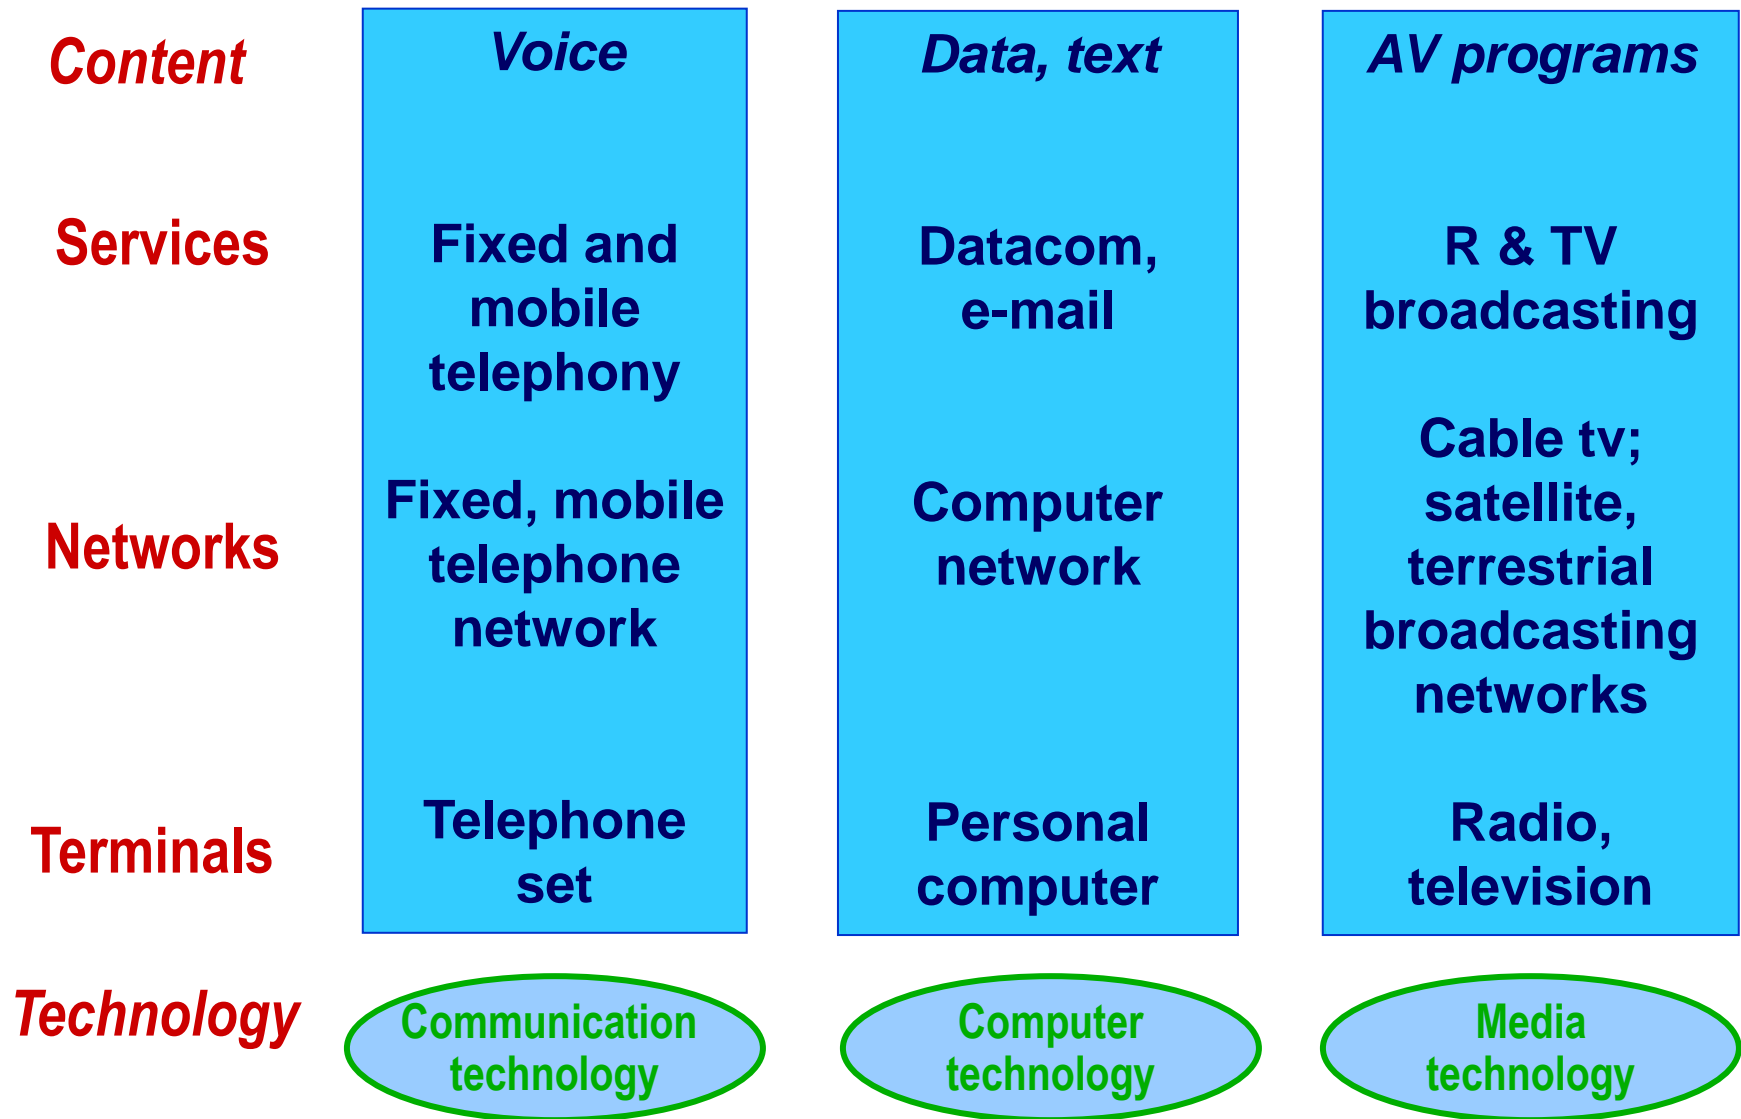 Content
Voice
Data, text
AV programs
Services
Fixed and
mobile
telephony
Datacom,
e-mail
R & TV
broadcasting
Networks
Fixed, mobile
telephone
network
Computer
network
Cable tv;
satellite,
terrestrial
broadcasting
networks
Terminals
Telephone
set
Personal
computer
Radio,
television
Technology
Communication
technology
Computer
technology
Media
technology